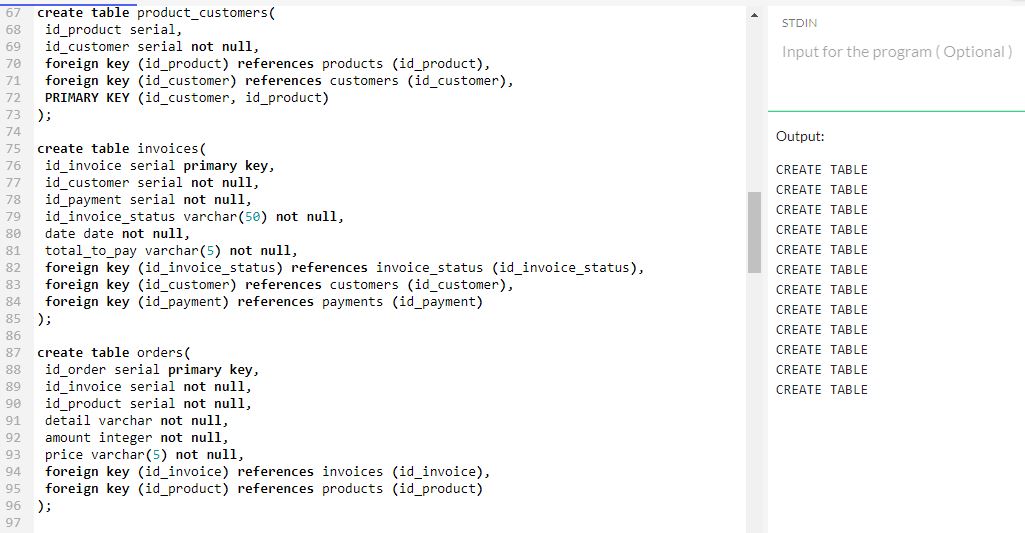 67 create table product_customers(
68 id_product serial,
69 id_customer serial not null,
70 foreign key (id_product) references products (id_product),
71 foreign key (id_customer) references customers (id_customer),
72 PRIMARY KEY (id_customer, id_product)
73 );
74
75 create table invoices(
76 id_invoice serial primary key,
77 id_customer serial not null,
78 id_payment serial not null,
79 id_invoice_status varchar(50) not null,
80 date date not null,
81 total_to_pay varchar(5) not null,
82 foreign key (id_invoice_status) references invoice_status (id_invoice_status),
83 foreign key (id_customer) references customers (id_customer),
84 foreign key (id_payment) references payments (id_payment)
85 );
86
87 create table orders(
88 id_order serial primary key,
89 id_invoice serial not null,
90 id_product serial not null,
91 detail varchar not null,
92 amount integer not null,
93 price varchar(5) not null,
94 foreign key (id_invoice) references invoices (id_invoice),
95 foreign key (id_product) references products (id_product)
96 );
97
STDIN
Input for the program ( Optional )
Output:
CREATE TABLE
CREATE TABLE
CREATE TABLE
CREATE TABLE
CREATE TABLE
CREATE TABLE
CREATE TABLE
CREATE TABLE
CREATE TABLE
CREATE TABLE
CREATE TABLE
CREATE TABLE